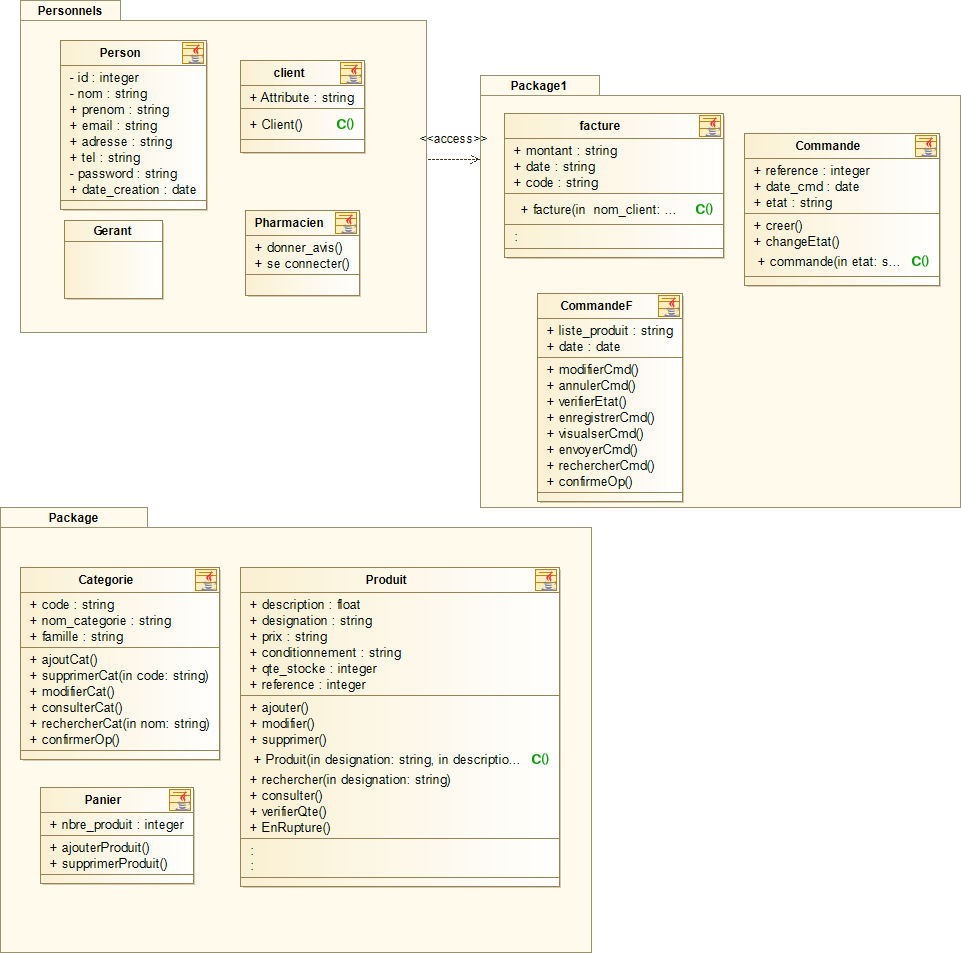 Personnels
Person
- id : integer
- nom : string
+ prenom : string
+ email : string
+ adresse : string
+ tel : string
- password : string
+ date_creation : date
client
+ Attribute : string
+ Client() C()
Gerant
Pharmacien
+ donner_avis()
+ se connecter()
<<access>>
Package1
facture
+ montant : string
+ date : string
+ code : string
+ facture(in nom_client: ... C()
:
Commande
+ reference : integer
+ date_cmd : date
+ etat : string
+ creer()
+ changeEtat()
+ commande(in etat: s... C()
CommandeF
+ liste_produit : string
+ date : date
+ modifierCmd()
+ annulerCmd()
+ verifierEtat()
+ enregistrerCmd()
+ visualserCmd()
+ envoyerCmd()
+ rechercherCmd()
+ confirmeOp()
Package
Categorie
+ code : string
+ nom_categorie : string
+ famille : string
+ ajoutCat()
+ supprimerCat(in code: string)
+ modifierCat()
+ consulterCat()
+ rechercherCat(in nom: string)
+ confirmerOp()
Produit
+ description : float
+ designation : string
+ prix : string
+ conditionnement : string
+ qte_stocke : integer
+ reference : integer
+ ajouter()
+ modifier()
+ supprimer()
+ Produit(in designation: string, in descriptio... C()
+ rechercher(in designation: string)
+ consulter()
+ verifierQte()
+ EnRupture()
:
:
Panier
+ nbre_produit : integer
+ ajouterProduit()
+ supprimerProduit()